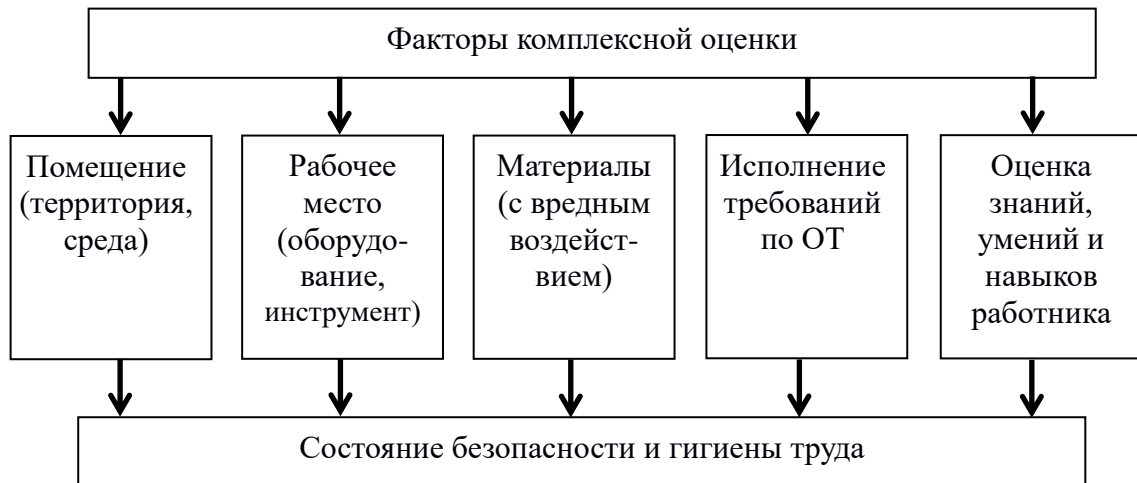 Факторы комплексной оценки
Помещение
(территория,
среда)
Рабочее
место
(оборудо-
вание,
инструмент)
Материалы
(с вредным
воздейст-
вием)
Исполнение
требований
по ОТ
Оценка
знаний,
умений и
навыков
работника
Состояние безопасности и гигиены труда